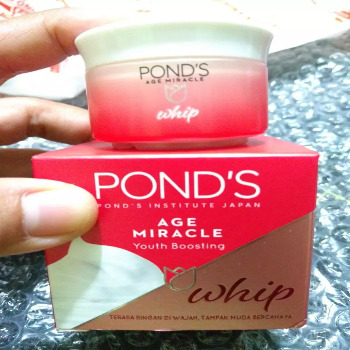 POND'S
AGE MIRACLE
whip
POND'S
POND'S INSTITUTE JAPAN
AGE
MIRACLE
Youth Boosting
whip
TERASA RINGAN DI WAJAH, TAMPAK MUDA BERCAHAYA